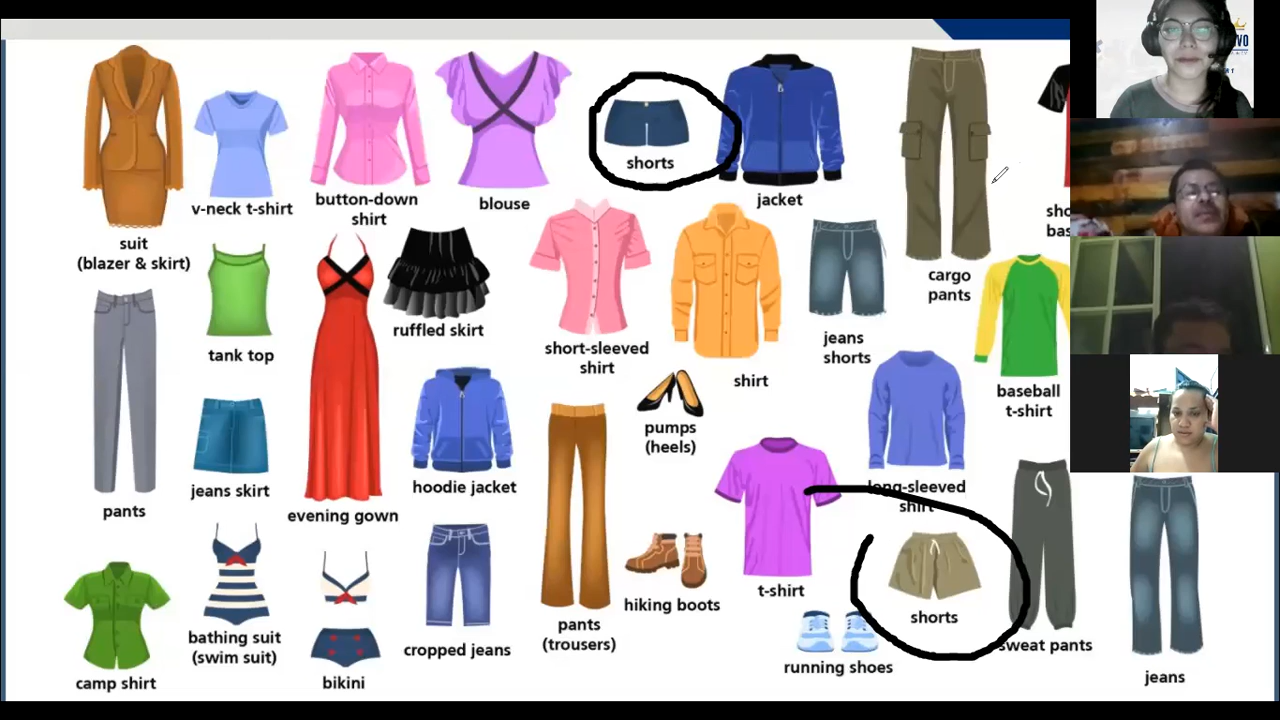 suit
(blazer & skirt)
v-neck t-shirt
button-down
shirt
blouse
shorts
jacket
cargo
pants
sho
bas
tank top
ruffled skirt
short-sleeved
shirt
shirt
jeans
shorts
baseball
t-shirt
pants
jeans skirt
evening gown
hoodie jacket
pumps
(heels)
long-sleeved
shirt
camp shirt
bathing suit
(swim suit)
bikini
cropped jeans
pants
(trousers)
hiking boots
t-shirt
running shoes
shorts
sweat pants
jeans